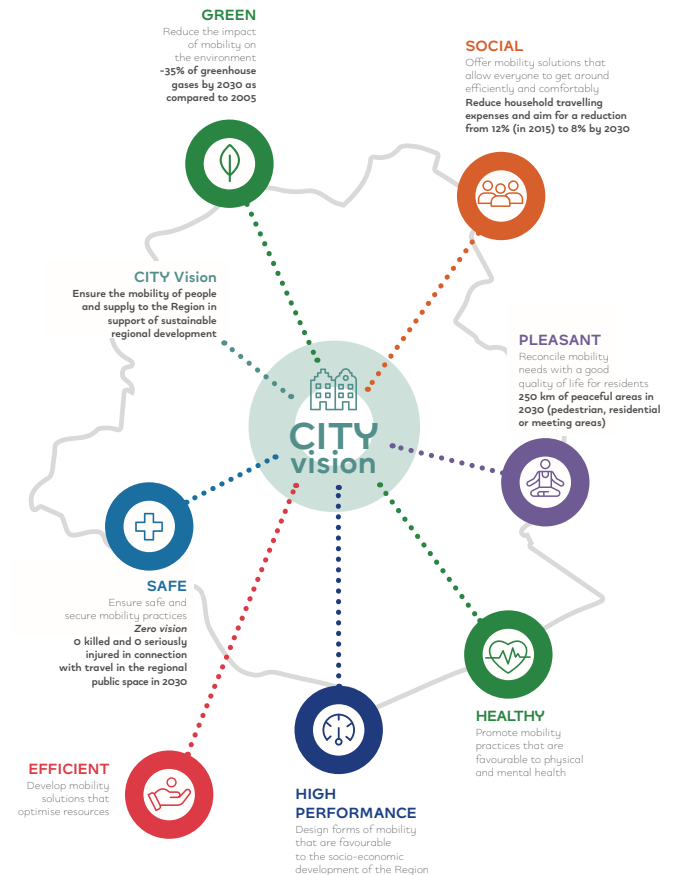 GREEN
Reduce the impact
of mobility on
the environment
-35% of greenhouse
gases by 2030 as
compared to 2005
SOCIAL
Offer mobility solutions that
allow everyone to get around
efficiently and comfortably
Reduce household travelling
expenses and aim for a reduction
from 12% (in 2015) to 8% by 2030
CITY Vision
Ensure the mobility of people
and supply to the Region in
support of sustainable
regional development
PLEASANT
Reconcile mobility
needs with a good
quality of life for residents
250 km of peaceful areas in
2030 (pedestrian, residential
or meeting areas)
CITY
vision
SAFE
Ensure safe and
secure mobility practices
Zero vision
0 killed and 0 seriously
injured in connection
with travel in the regional
public space in 2030
HEALTHY
Promote mobility
practices that are
favourable to physical
and mental health
EFFICIENT
Develop mobility
solutions that
optimise resources
HIGH
PERFORMANCE
Design forms of mobility
that are favourable
to the socio-economic
development of the Region